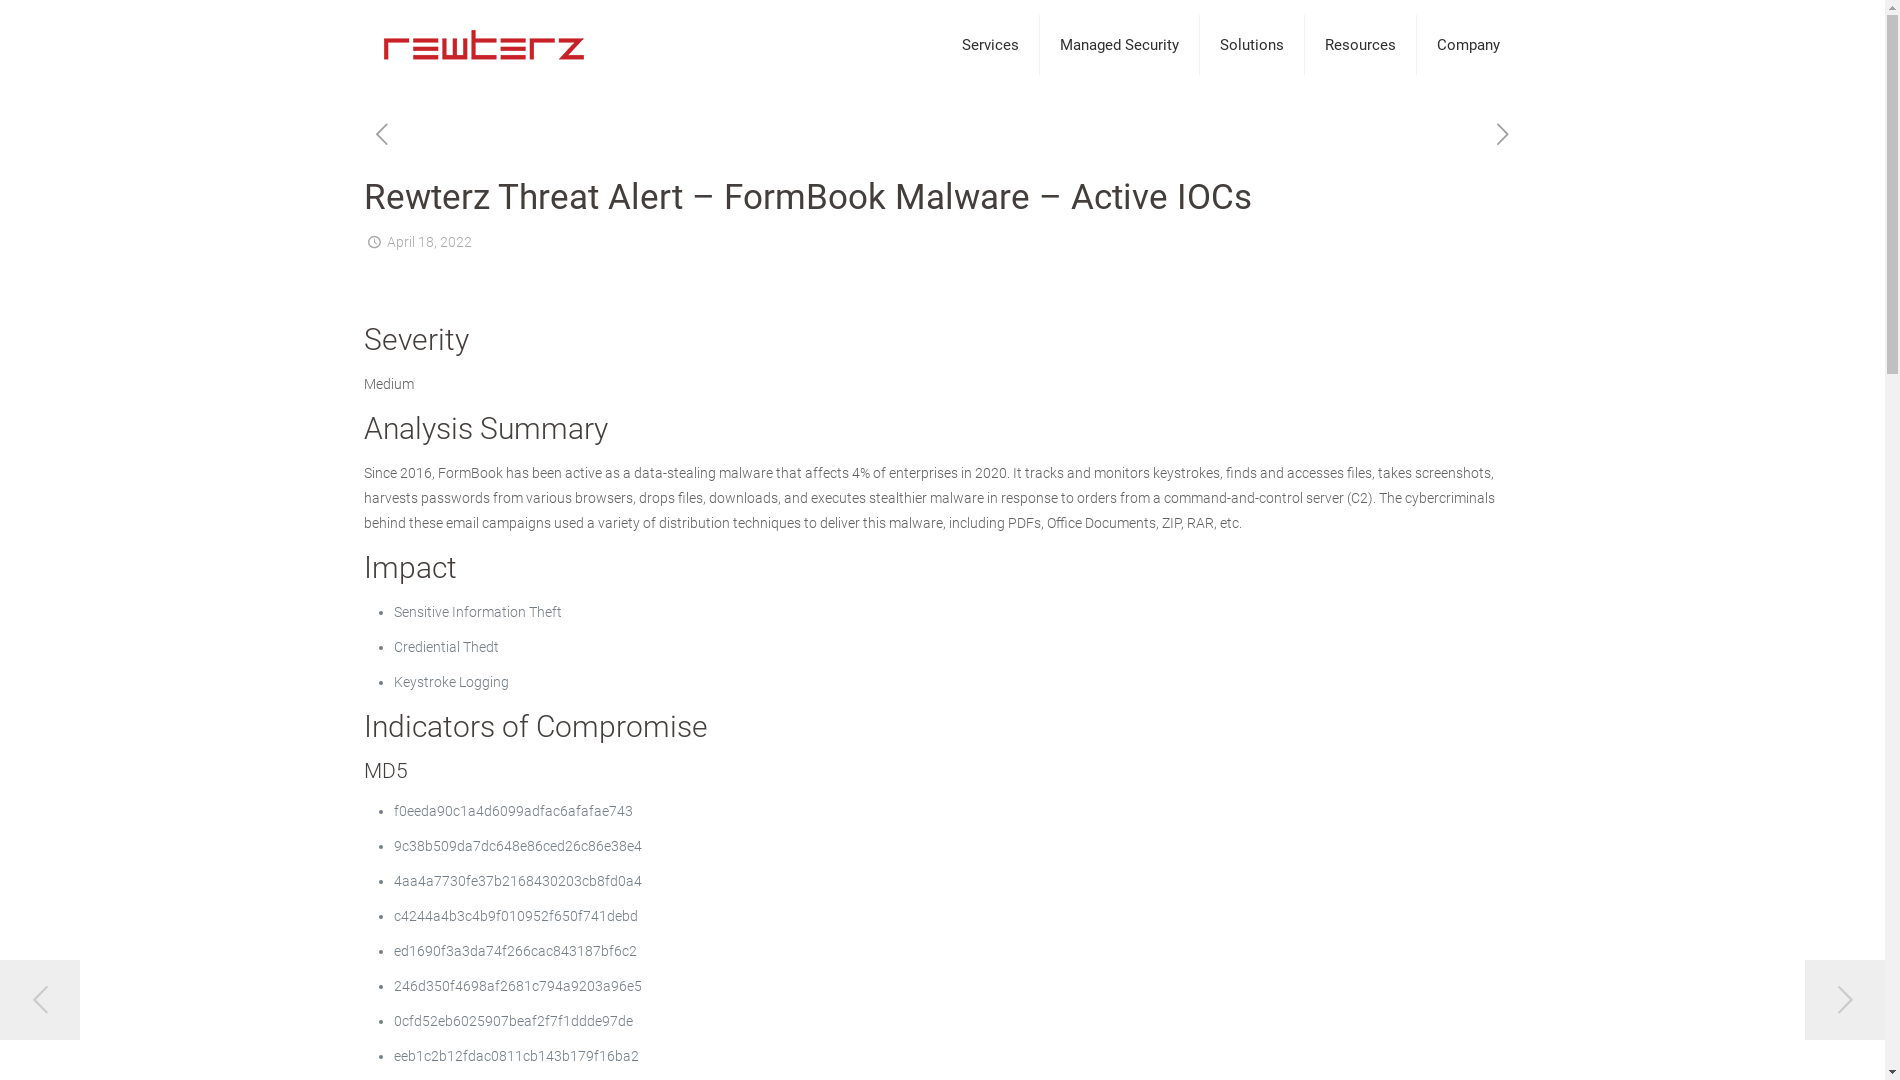 rewterz
Services
Managed Security
Solutions
Resources
Company
Rewterz Threat Alert – FormBook Malware – Active IOCs
April 18, 2022
Severity
Medium
Analysis Summary
Since 2016, FormBook has been active as a data-stealing malware that affects 4% of enterprises in 2020. It tracks and monitors keystrokes, finds and accesses files, takes screenshots,
harvests passwords from various browsers, drops files, downloads, and executes stealthier malware in response to orders from a command-and-control server (C2). The cybercriminals
behind these email campaigns used a variety of distribution techniques to deliver this malware, including PDFs, Office Documents, ZIP, RAR, etc.
Impact
Sensitive Information Theft
Crediential Thedt
Keystroke Logging
Indicators of Compromise
MD5
f0eeda90c1a4d6099adfac6afafae743
9c38b509da7dc648e86ced26c86e38e4
4aa4a7730fe37b2168430203cb8fd0a4
c4244a4b3c4b9f010952f650f741debd
ed1690f3a3da74f266cac843187bf6c2
246d350f4698af2681c794a9203a96e5
0cfd52eb6025907beaf2f7f1ddde97de
eeb1c2b12fdac0811cb143b179f16ba2